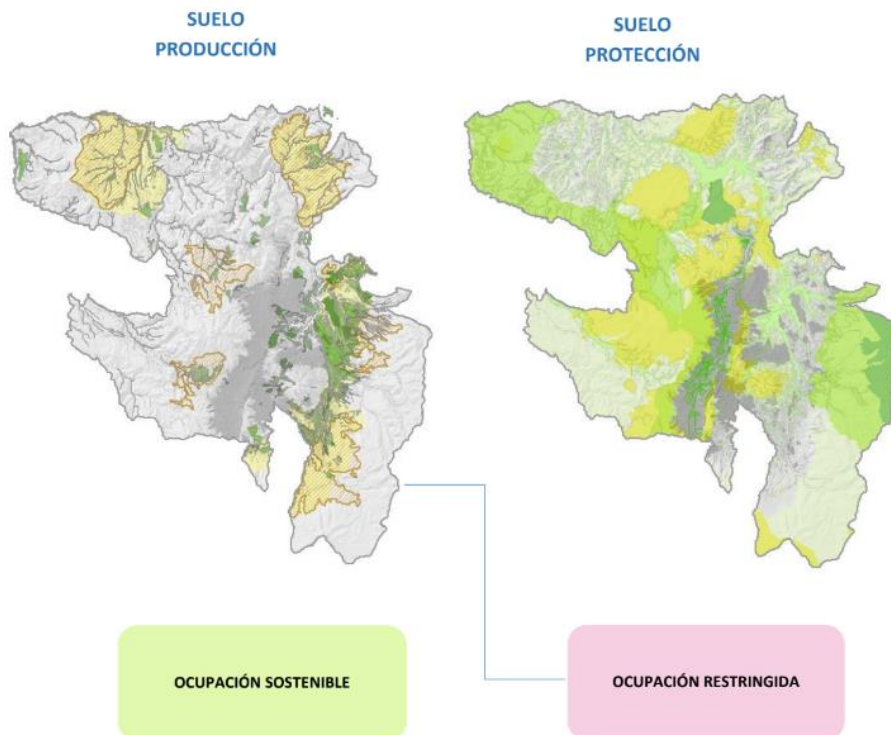 SUELO
PRODUCCIÓN
SUELO
PROTECCIÓN
OCUPACIÓN SOSTENIBLE
OCUPACIÓN RESTRINGIDA